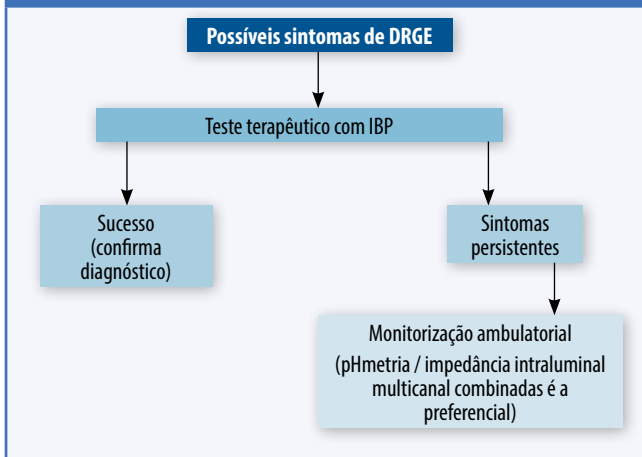 Possíveis sintomas de DRGE
Teste terapêutico com IBP
Sucesso
(confirma
diagnóstico)
Sintomas
persistentes
Monitorização ambulatorial
(pHmetria / impedância intraluminal
multicanal combinadas é a
preferencial)